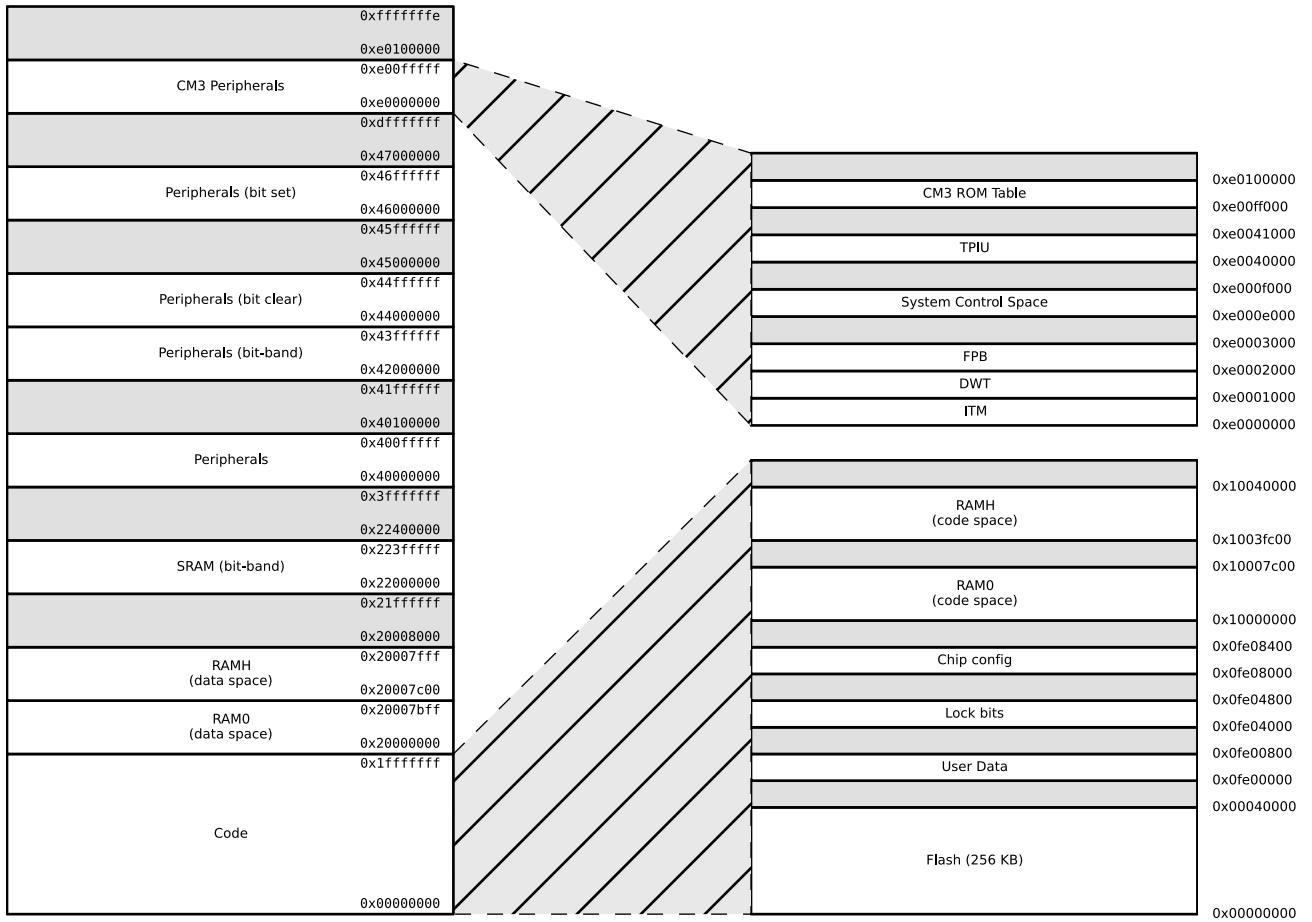 0xfffffffe
0xe0100000
0xe00fffff
CM3 Peripherals
0xe0000000
0xdfffffff
0x47000000
0x46ffffff
Peripherals (bit set)
0x46000000
0x45ffffff
0x45000000
0x44ffffff
Peripherals (bit clear)
0x44000000
0x43ffffff
Peripherals (bit-band)
0x42000000
0x41ffffff
0x40100000
0x400fffff
Peripherals
0x40000000
0x3fffffff
0x22400000
0x223fffff
SRAM (bit-band)
0x22000000
0x21ffffff
0x20008000
0x20007fff
RAMH
(data space)
0x20007c00
0x20007bff
RAM0
(data space)
0x20000000
0x1fffffff
Code
0x00000000
0xe0100000
CM3 ROM Table
0xe00ff000
0xe0041000
TPIU
0xe0040000
0xe000f000
System Control Space
0xe000e000
0xe0003000
FPB
0xe0002000
DWT
0xe0001000
ITM
0xe0000000
0x10040000
RAMH
(code space)
0x1003fc00
0x10007c00
RAM0
(code space)
0x10000000
0x0fe08400
Chip config
0x0fe08000
0x0fe04800
Lock bits
0x0fe04000
0x0fe00800
User Data
0x0fe00000
0x00040000
Flash (256 KB)
0x00000000